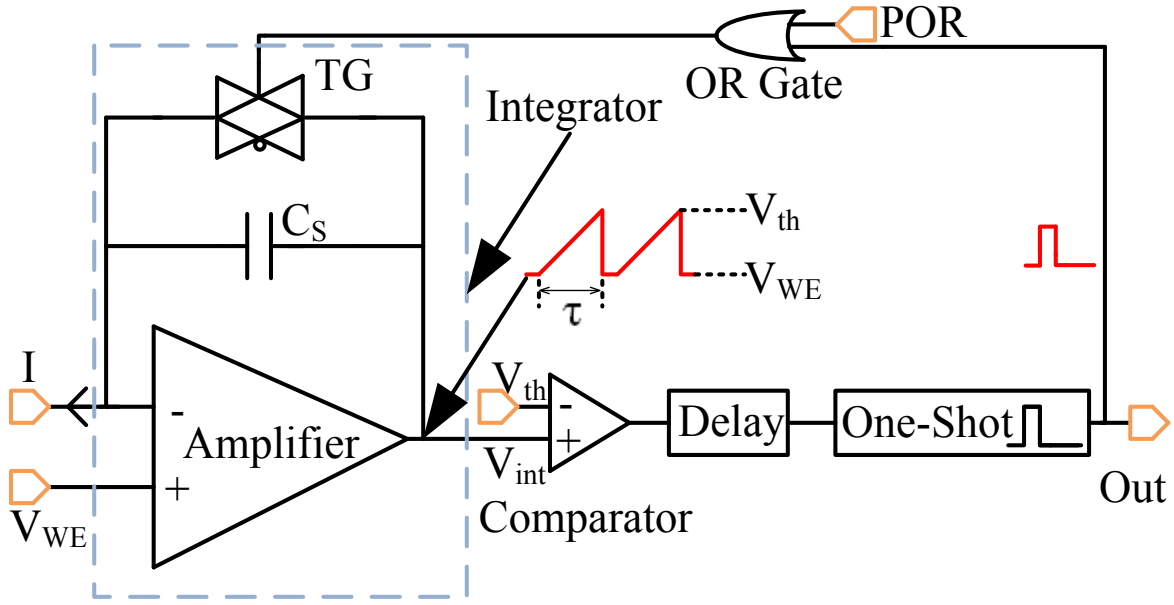 POR
TG
OR Gate
Integrator
C_S
V_th
V_WE
τ
I
V_th
-
-
Amplifier
+
Delay
One-Shot
+
V_int
V_WE
Out
Comparator